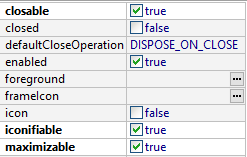 closable true
closed false
defaultCloseOperation DISPOSE_ON_CLOSE
enabled true
foreground ...
frameIcon ...
icon false
iconifiable true
maximizable true